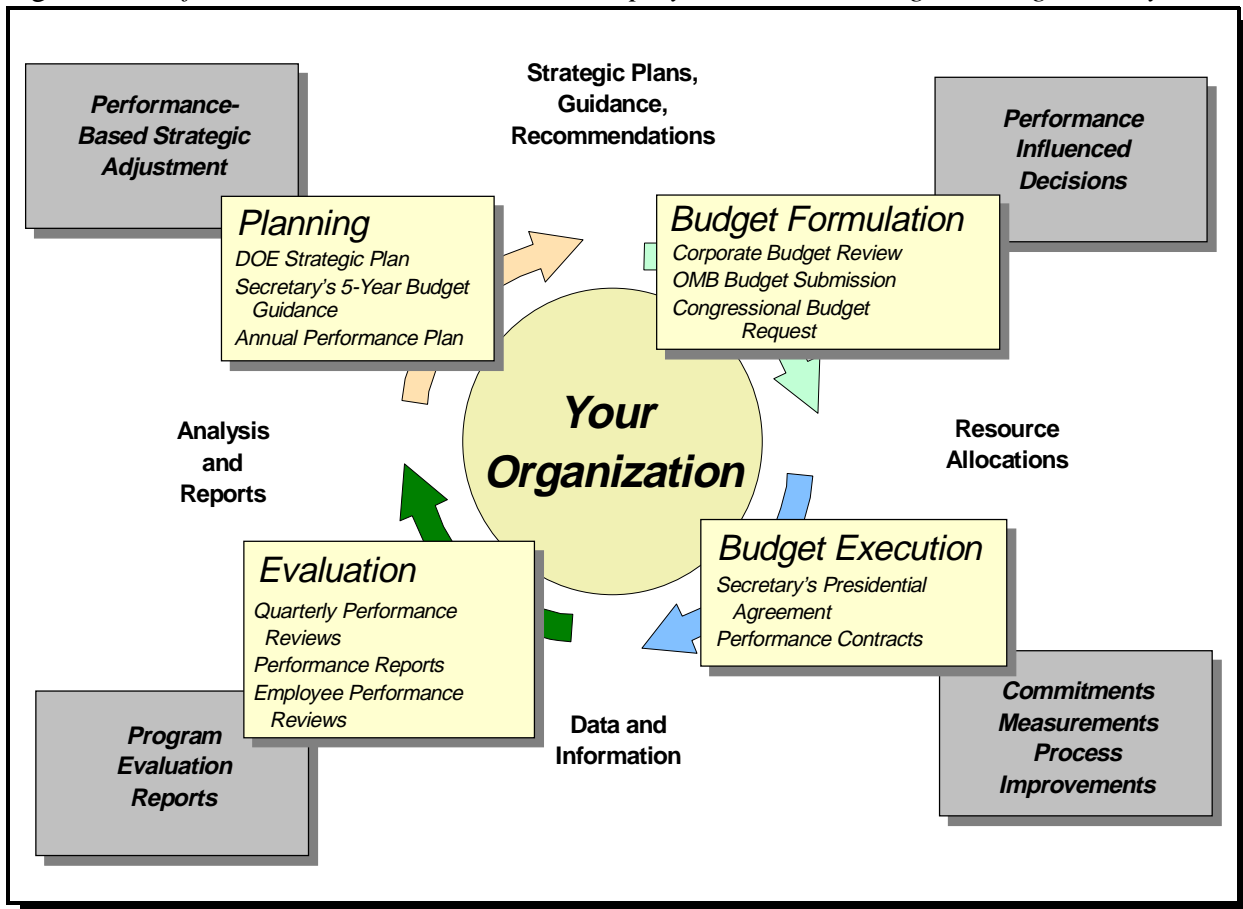 Strategic Plans,
Guidance,
Recommendations
Performance-
Based Strategic
Adjustment
Performance
Influenced
Decisions
Planning
DOE Strategic Plan
Secretary's 5-Year Budget
Guidance
Annual Performance Plan
Budget Formulation
Corporate Budget Review
OMB Budget Submission
Congressional Budget
Request
Your
Organization
Analysis
and
Reports
Resource
Allocations
Evaluation
Quarterly Performance
Reviews
Performance Reports
Employee Performance
Reviews
Budget Execution
Secretary's Presidential
Agreement
Performance Contracts
Program
Evaluation
Reports
Data and
Information
Commitments
Measurements
Process
Improvements